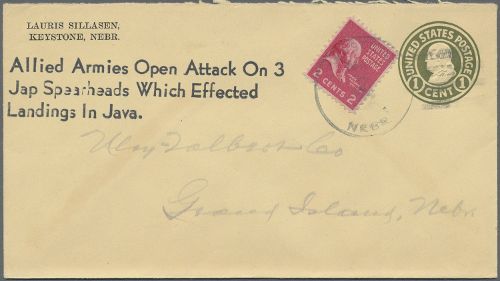 LAURIS SILLASEN,
KEYSTONE, NEBR.
Allied Armies Open Attack On 3
Jap Spearheads Which Effected
Landings In Java.
UNITED STATES POSTAGE
2 CENTS 2
UNITED STATES POSTAGE
1 CENT 1
NEBR
Co
Grand Island, Nebr.